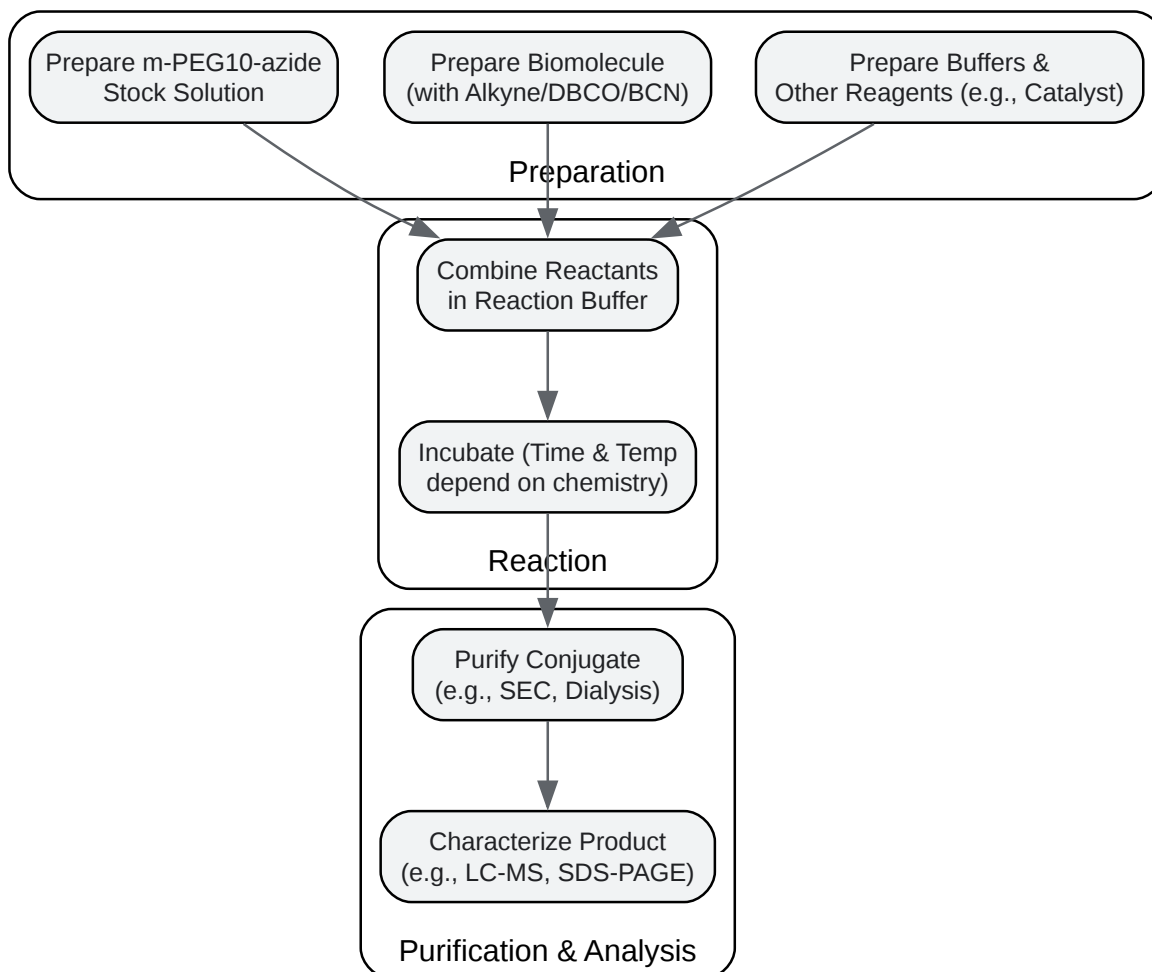 Prepare m-PEG10-azide
Stock Solution
Prepare Biomolecule
(with Alkyne/DBCO/BCN)
Prepare Buffers &
Other Reagents (e.g., Catalyst)
Preparation
Combine Reactants
in Reaction Buffer
Incubate (Time & Temp
depend on chemistry)
Reaction
Purify Conjugate
(e.g., SEC, Dialysis)
Characterize Product
(e.g., LC-MS, SDS-PAGE)
Purification & Analysis